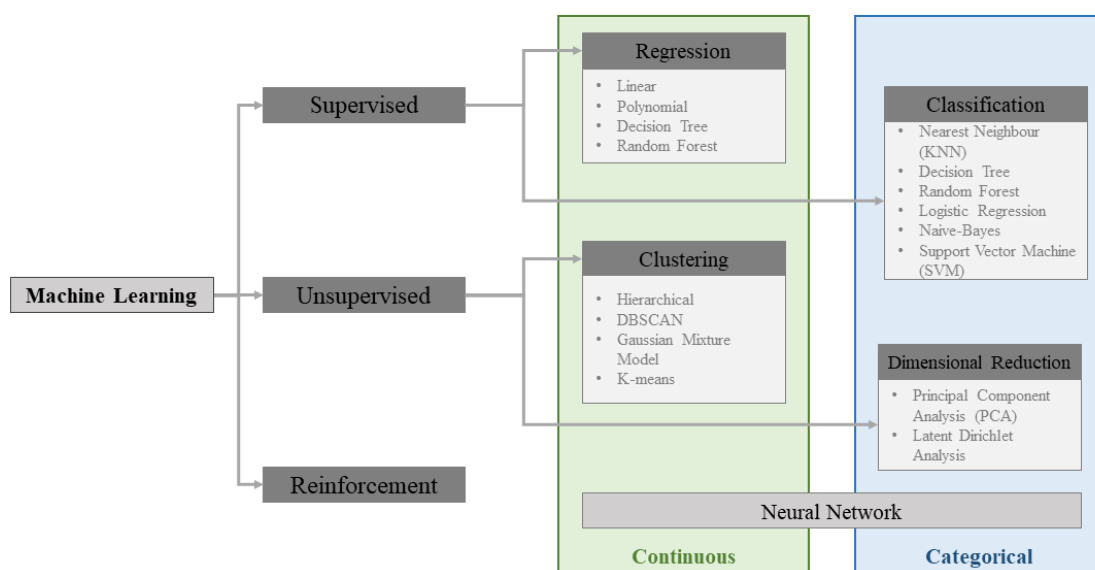 Machine Learning
Supervised
Unsupervised
Reinforcement
Regression
• Linear
• Polynomial
• Decision Tree
• Random Forest
Clustering
• Hierarchical
• DBSCAN
• Gaussian Mixture
Model
• K-means
Classification
• Nearest Neighbour
(KNN)
• Decision Tree
• Random Forest
• Logistic Regression
• Naive-Bayes
• Support Vector Machine
(SVM)
Dimensional Reduction
• Principal Component
Analysis (PCA)
• Latent Dirichlet
Analysis
Neural Network
Continuous
Categorical